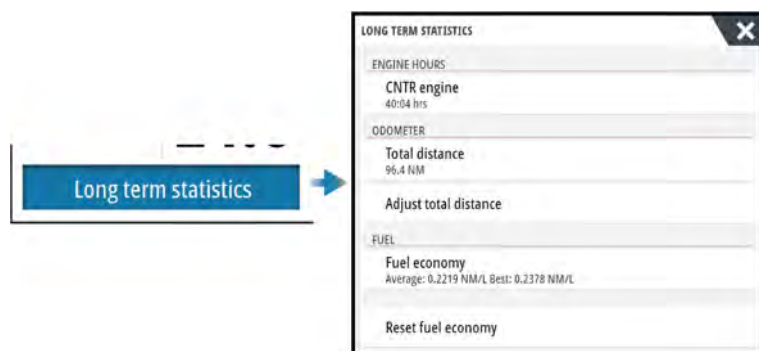 Long term statistics
LONG TERM STATISTICS
ENGINE HOURS
CNTR engine
40:04 hrs
ODOMETER
Total distance
96.4 NM
Adjust total distance
FUEL
Fuel economy
Average: 0.2219 NM/L Best: 0.2378 NM/L
Reset fuel economy